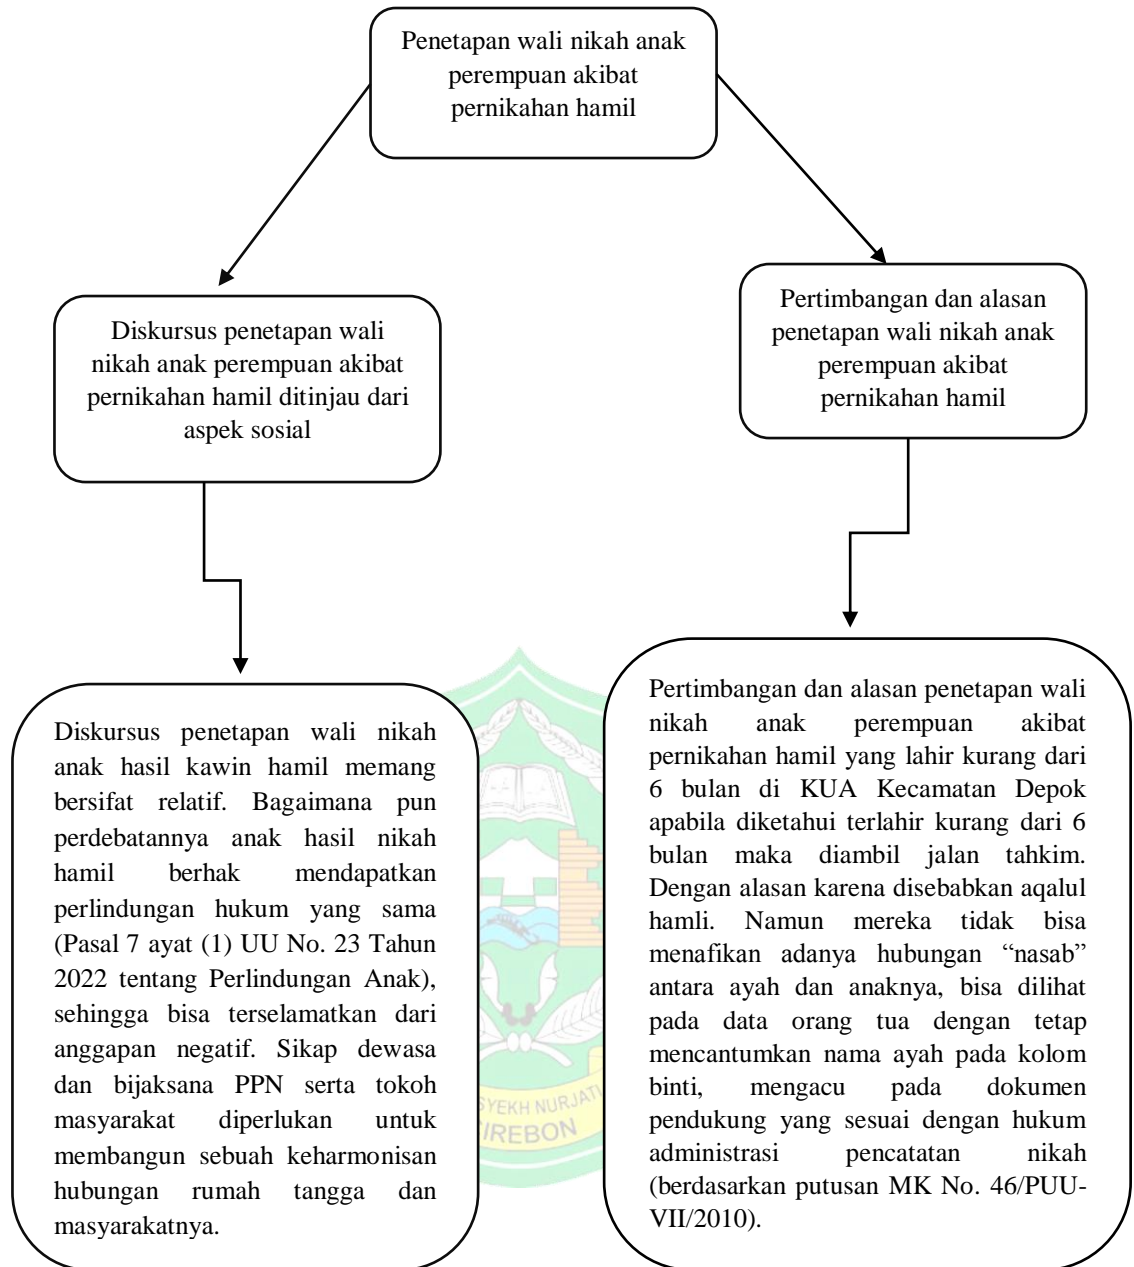 Penetapan wali nikah anak
perempuan akibat
pernikahan hamil
Diskursus penetapan wali
nikah anak perempuan akibat
pernikahan hamil ditinjau dari
aspek sosial
Pertimbangan dan alasan
penetapan wali nikah anak
perempuan akibat
pernikahan hamil
Diskursus penetapan wali nikah
anak hasil kawin hamil memang
bersifat relatif. Bagaimana pun
perdebatannya anak hasil nikah
hamil berhak mendapatkan
perlindungan hukum yang sama
(Pasal 7 ayat (1) UU No. 23 Tahun
2022 tentang Perlindungan Anak),
sehingga bisa terselamatkan dari
anggapan negatif. Sikap dewasa
dan bijaksana PPN serta tokoh
masyarakat diperlukan untuk
membangun sebuah keharmonisan
hubungan rumah tangga dan
masyarakatnya.
Pertimbangan dan alasan penetapan wali
nikah anak perempuan akibat
pernikahan hamil yang lahir kurang dari
6 bulan di KUA Kecamatan Depok
apabila diketahui terlahir kurang dari 6
bulan maka diambil jalan tahkim.
Dengan alasan karena disebabkan aqalul
hamli. Namun mereka tidak bisa
menafikan adanya hubungan “nasab”
antara ayah dan anaknya, bisa dilihat
pada data orang tua dengan tetap
mencantumkan nama ayah pada kolom
binti, mengacu pada dokumen
pendukung yang sesuai dengan hukum
administrasi pencatatan nikah
(berdasarkan putusan MK No. 46/PUU-
VII/2010).
SYEKH NURJATI
CIREBON